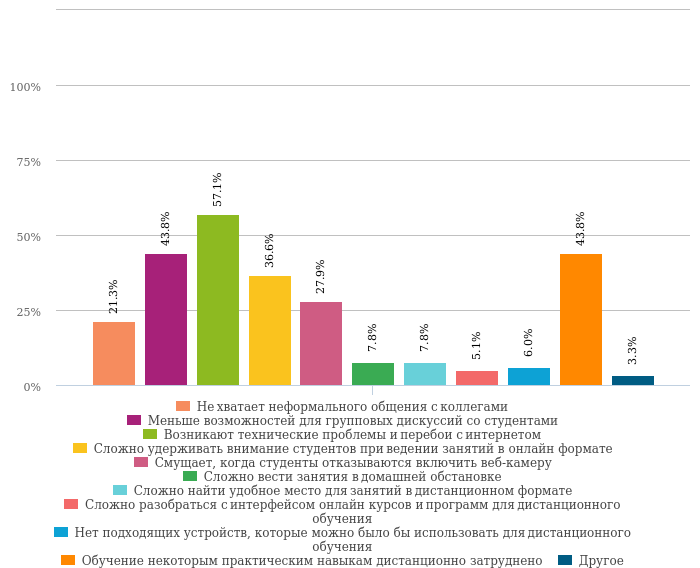 100%
75%
50%
25%
0%
21.3%
43.8%
57.1%
36.6%
27.9%
7.8%
7.8%
5.1%
6.0%
43.8%
3.3%
Не хватает неформального общения с коллегами
Меньше возможностей для групповых дискуссий со студентами
Возникают технические проблемы и перебои с интернетом
Сложно удерживать внимание студентов при ведении занятий в онлайн формате
Смущает, когда студенты отказываются включить веб-камеру
Сложно вести занятия в домашней обстановке
Сложно найти удобное место для занятий в дистанционном формате
Сложно разобраться с интерфейсом онлайн курсов и программ для дистанционного
обучения
Нет подходящих устройств, которые можно было бы использовать для дистанционного
обучения
Обучение некоторым практическим навыкам дистанционно затруднено Другое